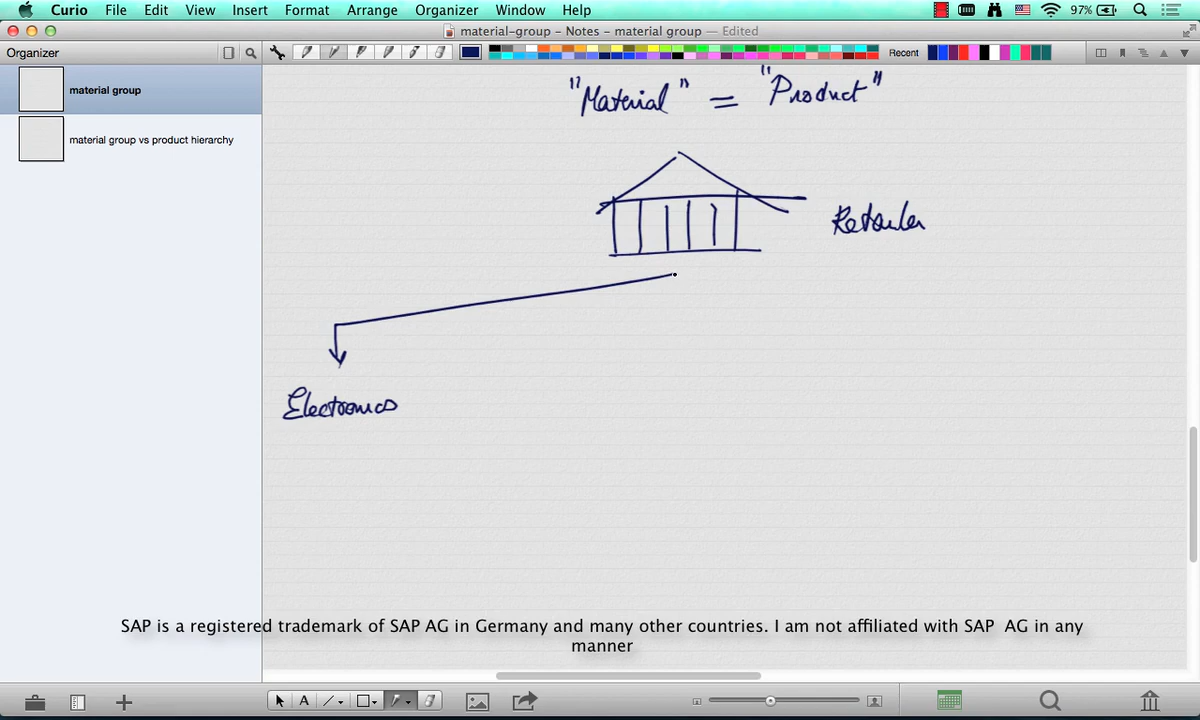 Curio File Edit View Insert Format Arrange Organizer Window Help 97%
material-group – Notes – material group — Edited
Organizer
Recent
material group
material group vs product hierarchy
"Material" = "Product"
Retailer
Electronics
SAP is a registered trademark of SAP AG in Germany and many other countries. I am not affiliated with SAP AG in any
manner
A